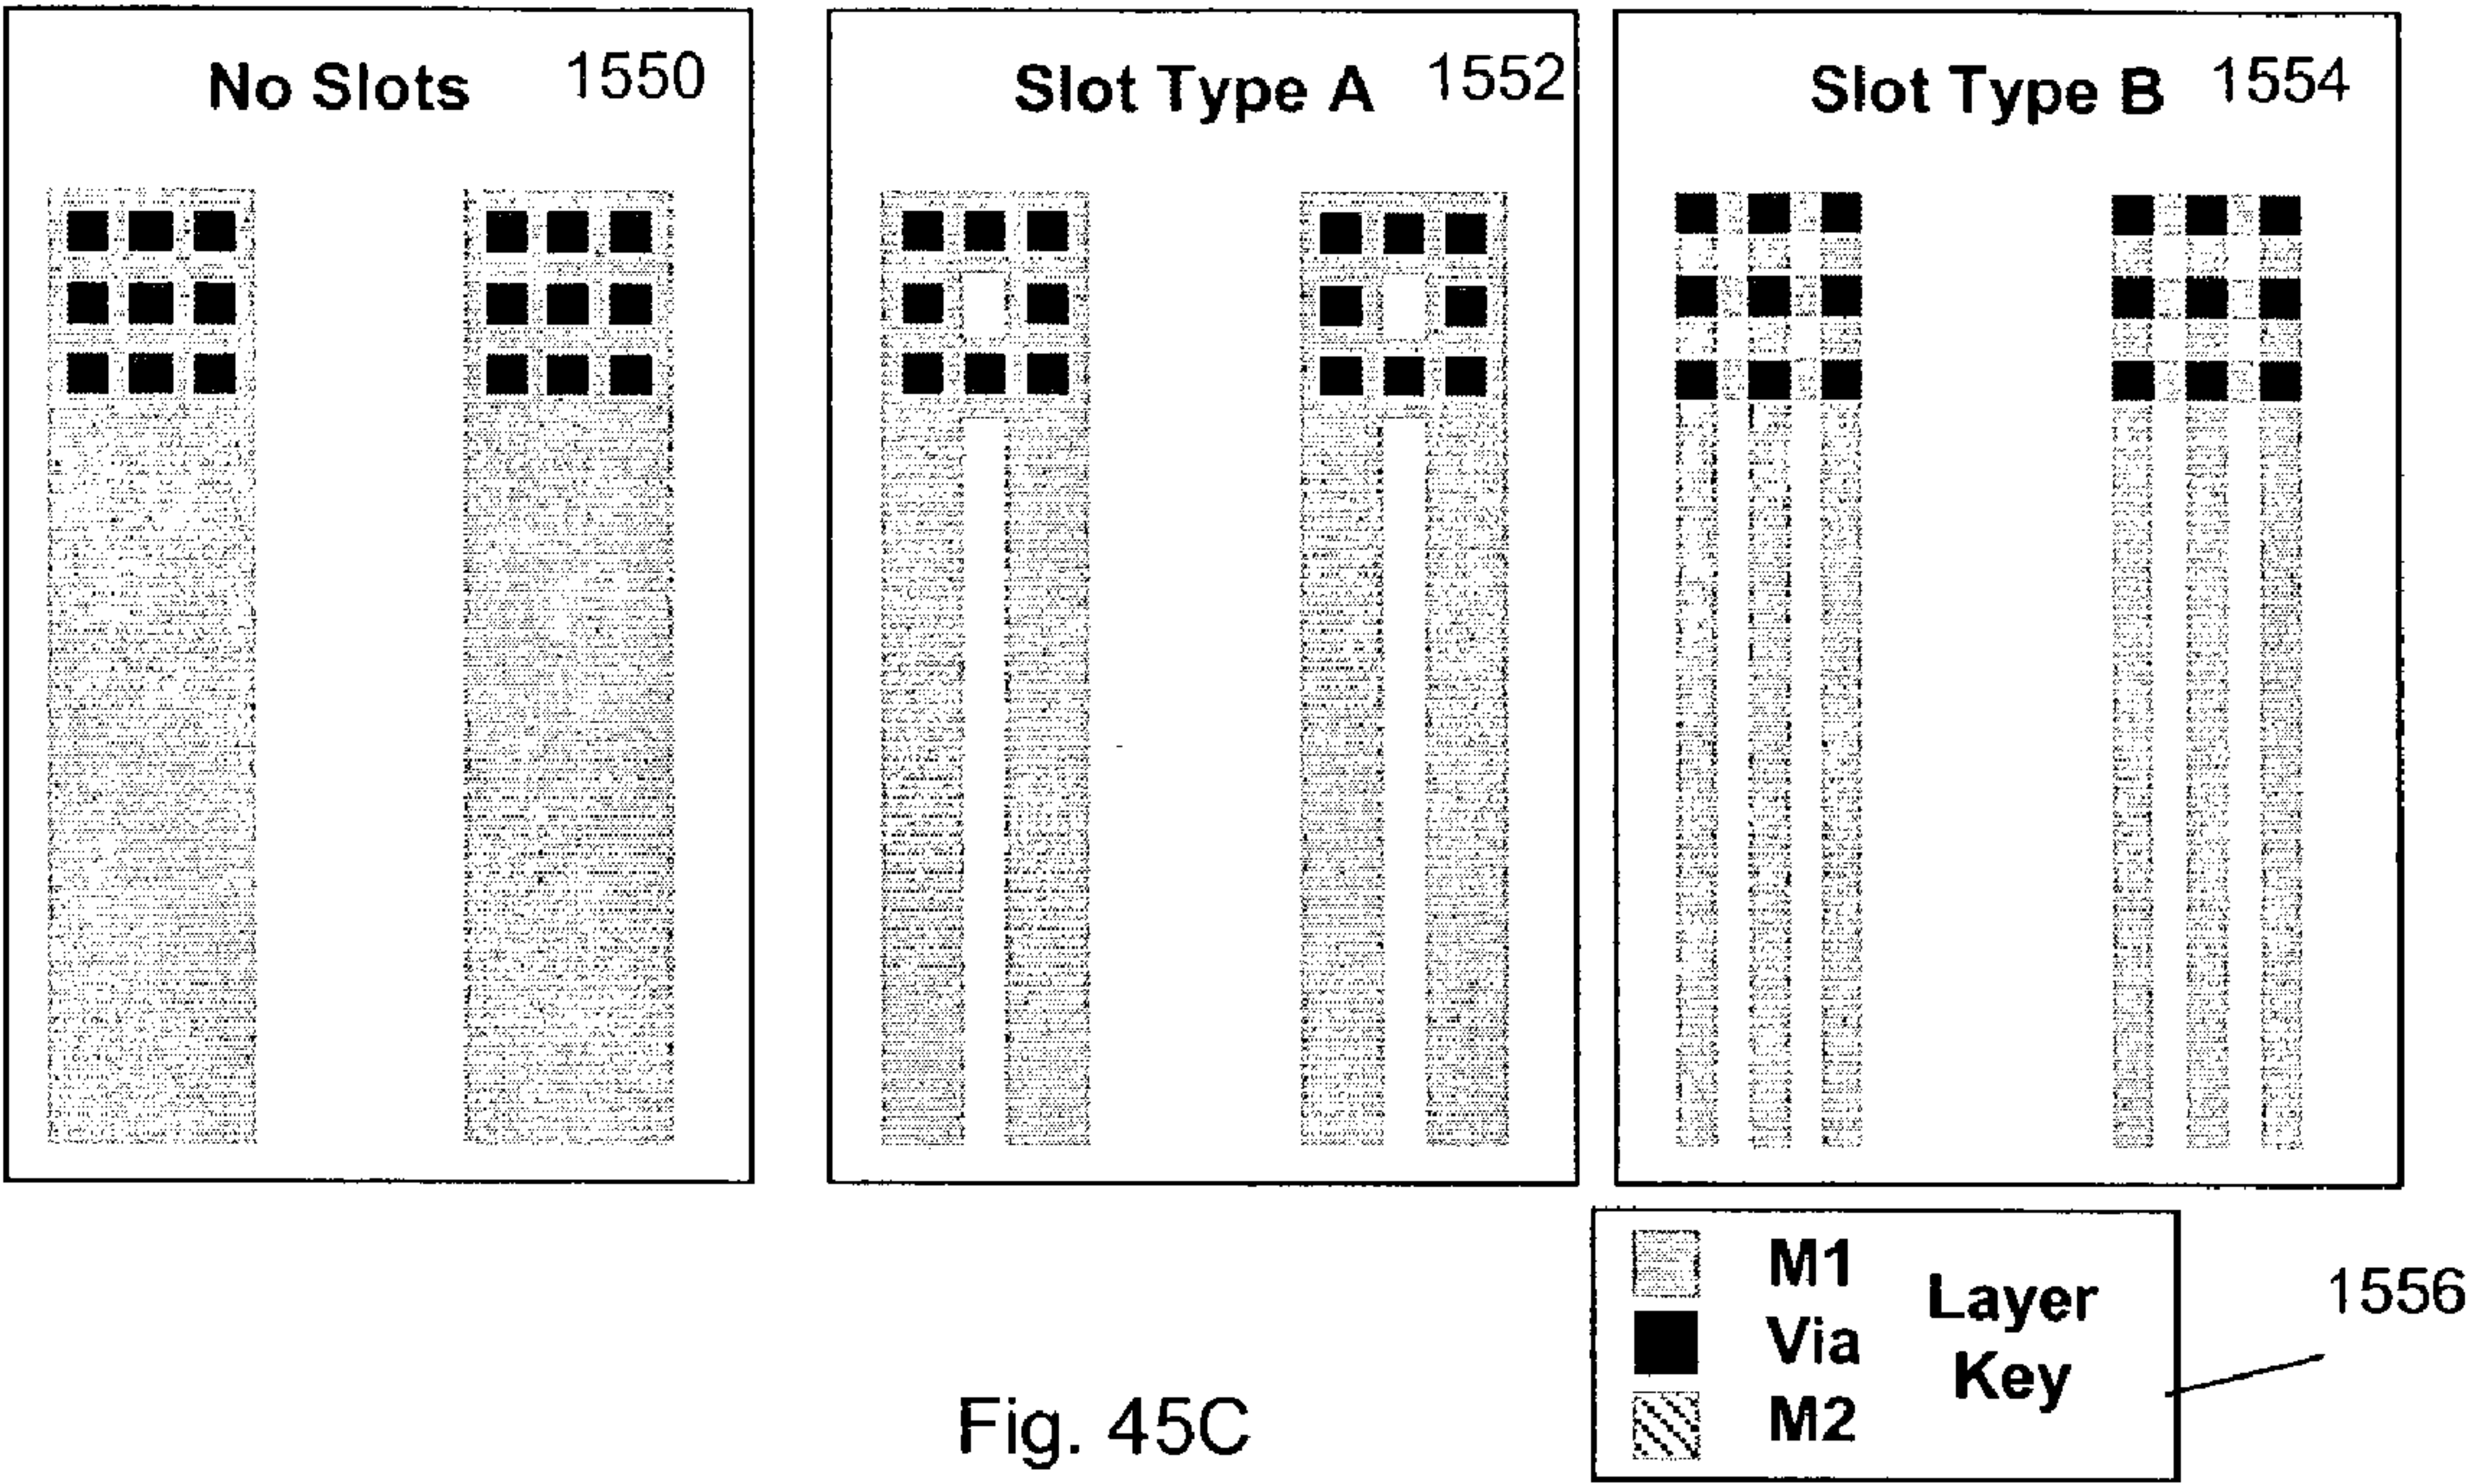 No Slots 1550
Slot Type A 1552
Slot Type B 1554
M1
Via
M2
Layer
Key
1556
Fig. 45C